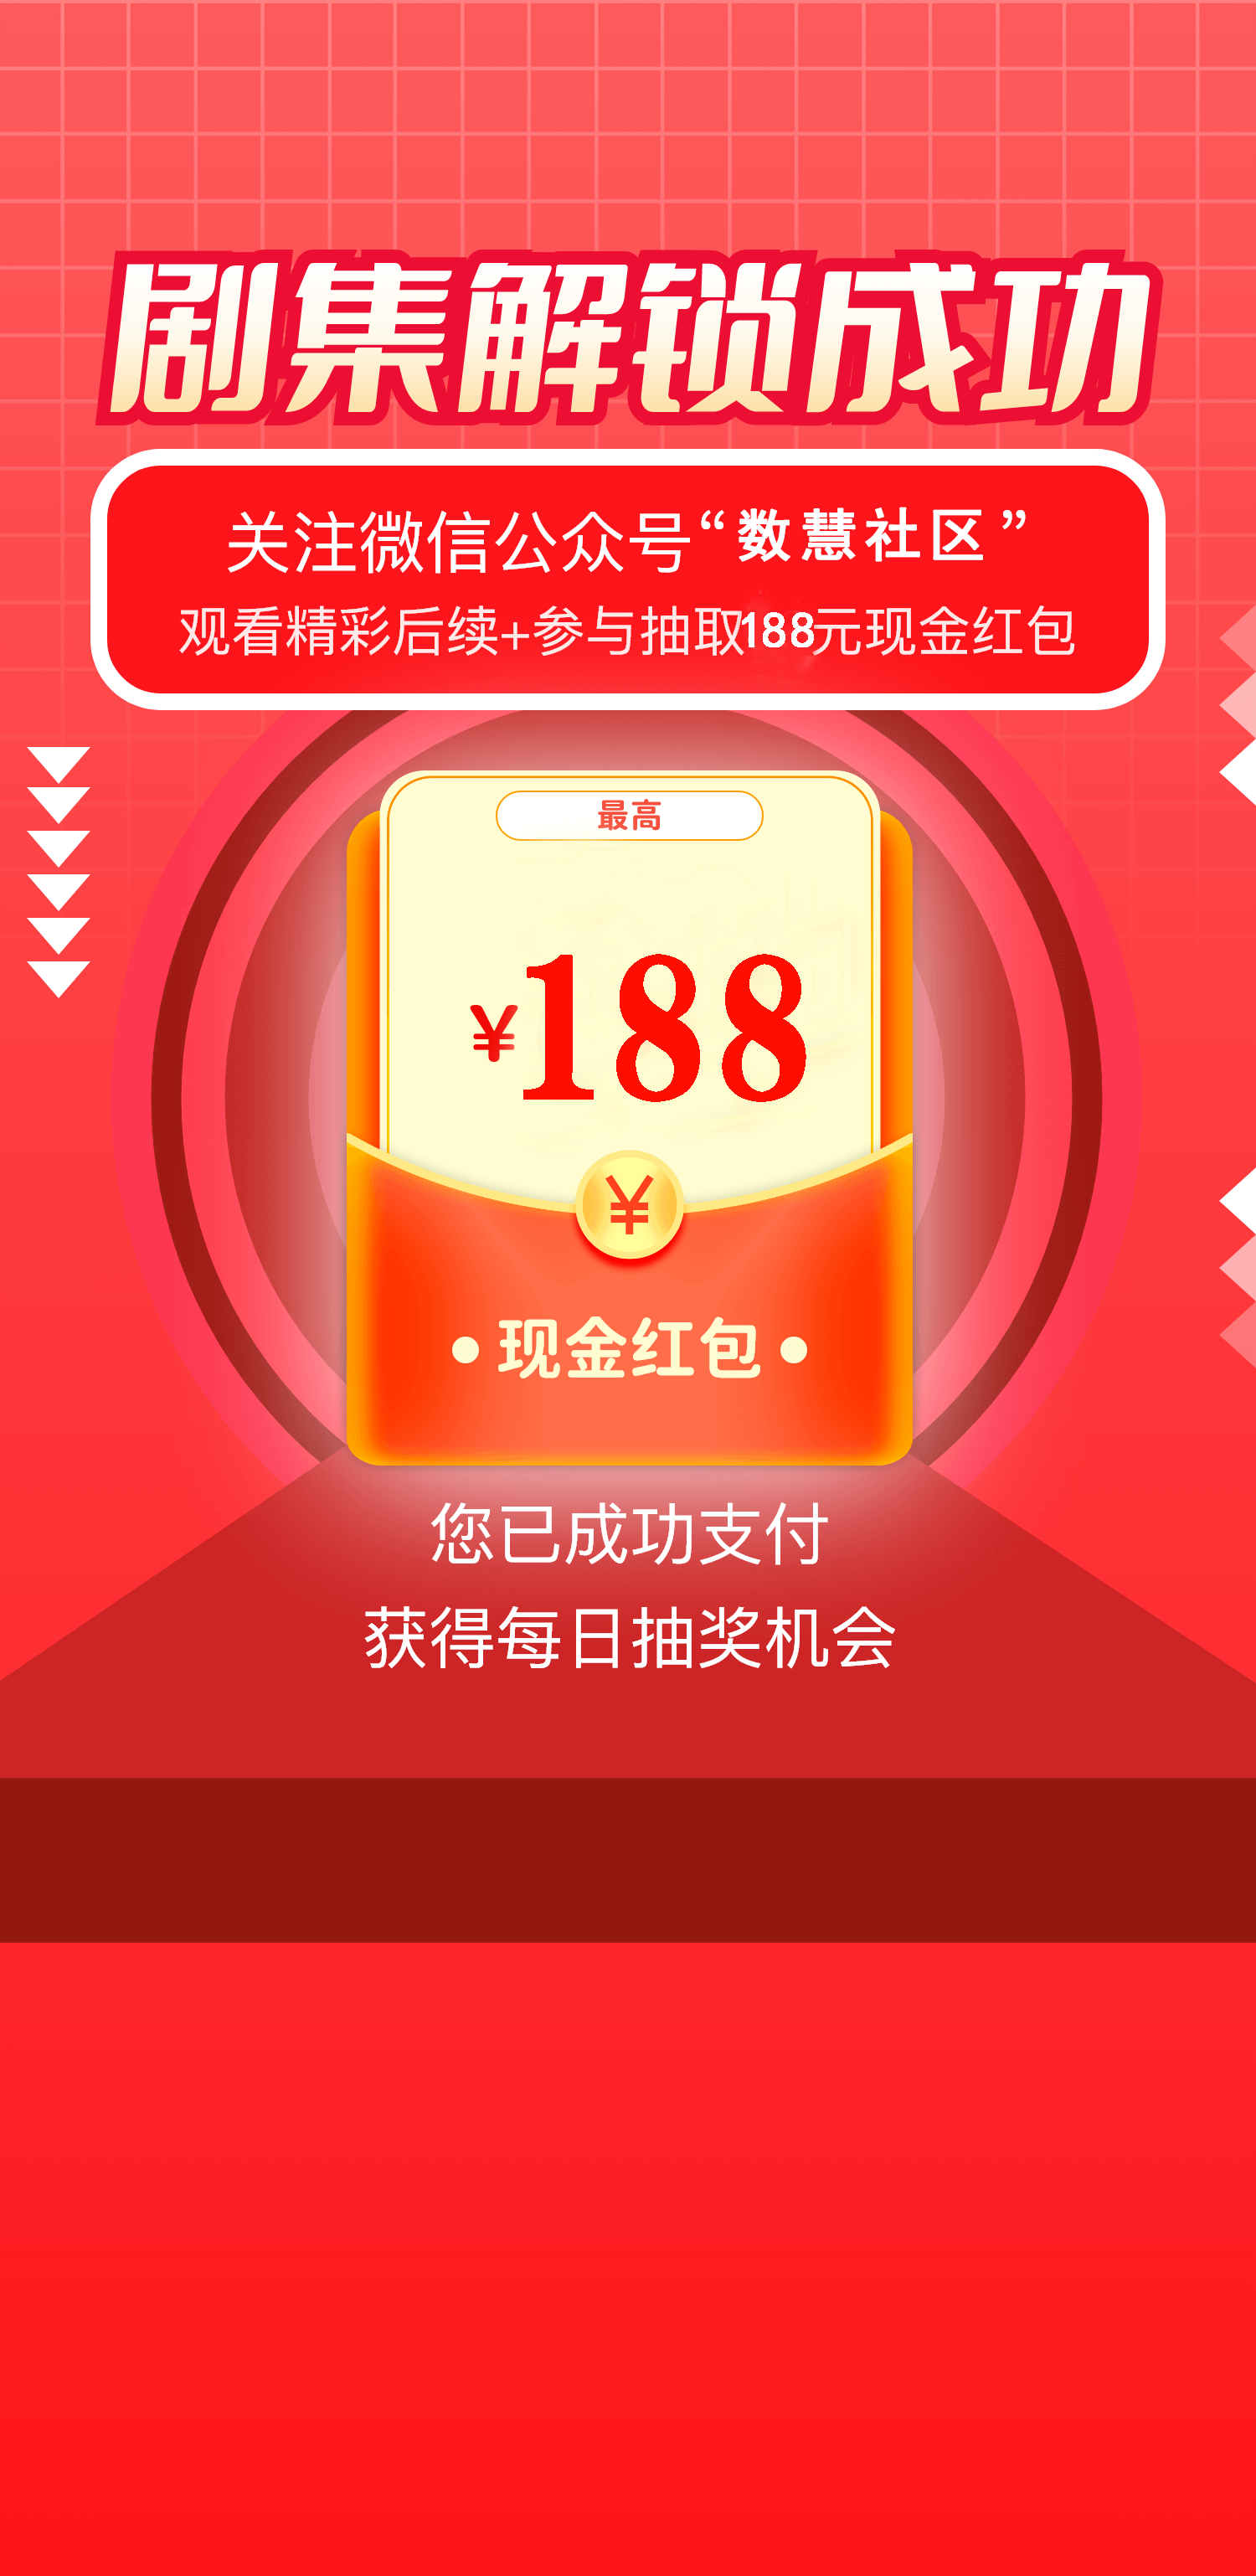 剧集解锁成功
关注微信公众号“数慧社区”
观看精彩后续+参与抽取188元现金红包
最高
¥188
¥
• 现金红包 •
您已成功支付
获得每日抽奖机会